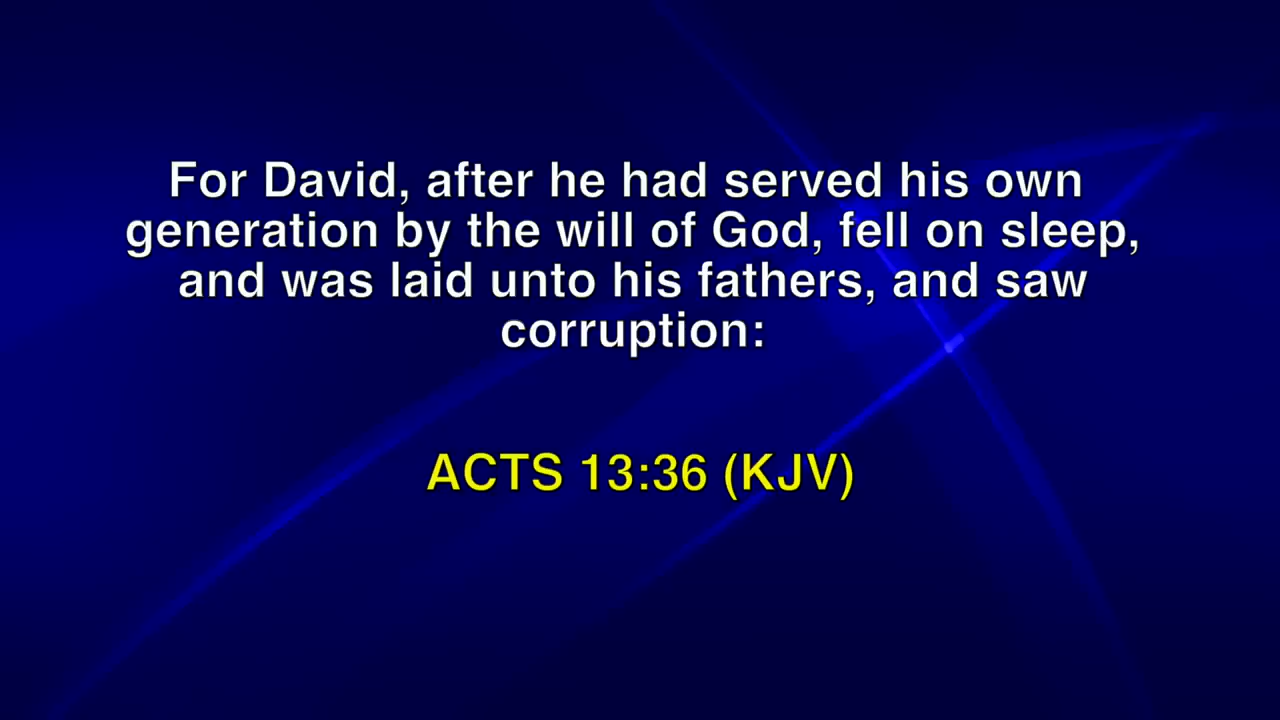 For David, after he had served his own
generation by the will of God, fell on sleep,
and was laid unto his fathers, and saw
corruption:
ACTS 13:36 (KJV)